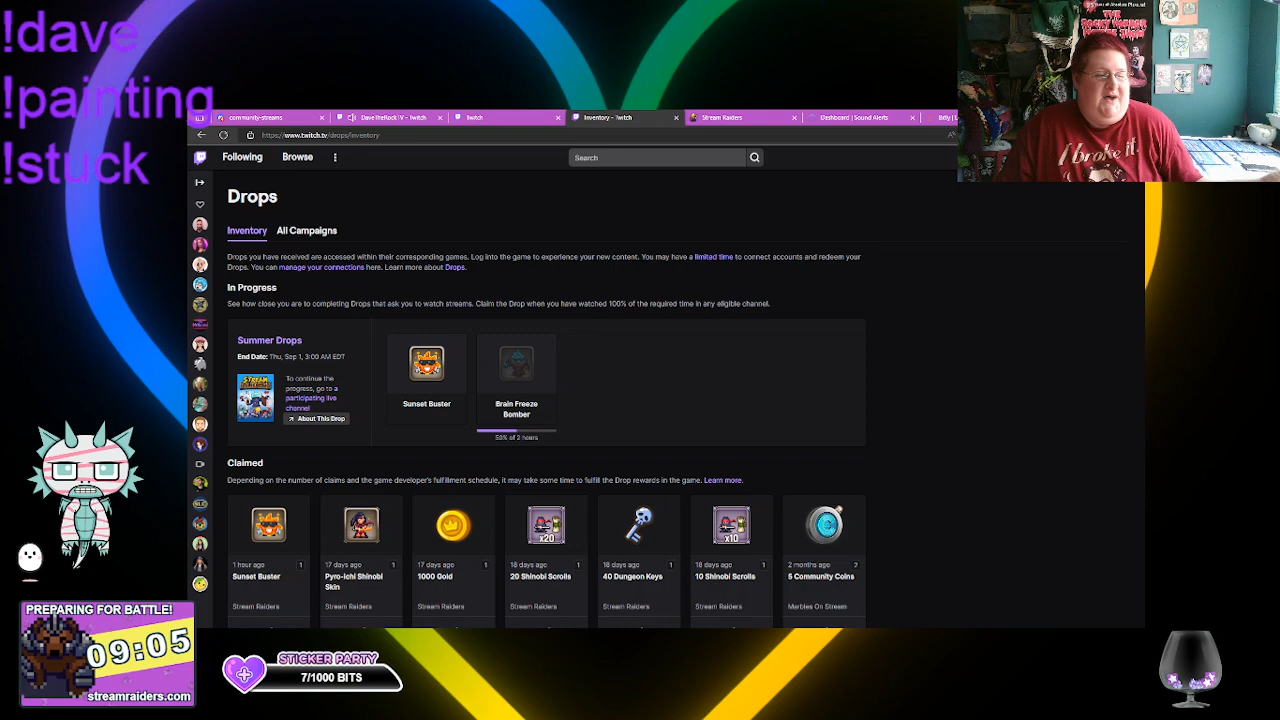 !dave
!painting
!stuck
THE
ROCKY HORROR
I broke it.
community-streams
DaveTheRock1V - Twitch
Twitch
Inventory - Twitch
Stream Raiders
Dashboard | Sound Alerts
Bitly | L
https://www.twitch.tv/drops/inventory
Following
Browse
Search
Drops
Inventory
All Campaigns
Drops you have received are accessed within their corresponding games. Log into the game to experience your new content. You may have a limited time to connect accounts and redeem your
Drops. You can manage your connections here. Learn more about Drops.
In Progress
See how close you are to completing Drops that ask you to watch streams. Claim the Drop when you have watched 100% of the required time in any eligible channel.
Summer Drops
End Date: Thu, Sep 1, 3:00 AM EDT
To continue the
progress, go to a
participating live
channel
About This Drop
Sunset Buster
Brain Freeze
Bomber
50% of 2 hours
Claimed
Depending on the number of claims and the game developer's fulfillment schedule, it may take some time to fulfill the Drop rewards in the game. Learn more.
x20
x10
1 hour ago 1
Sunset Buster
Stream Raiders
17 days ago 1
Pyro-ichi Shinobi
Skin
Stream Raiders
17 days ago 1
1000 Gold
Stream Raiders
18 days ago 1
20 Shinobi Scrolls
Stream Raiders
18 days ago 1
40 Dungeon Keys
Stream Raiders
18 days ago 1
10 Shinobi Scrolls
Stream Raiders
2 months ago 2
5 Community Coins
Marbles On Stream
PREPARING FOR BATTLE!
09:05
streamraiders.com
STICKER PARTY
7/1000 BITS